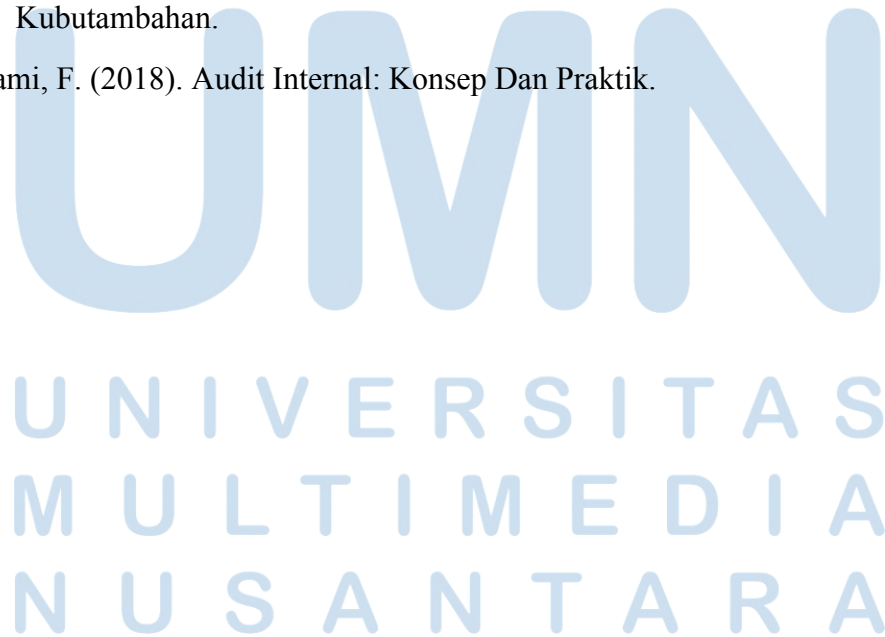 Kubutambahan.
ami, F. (2018). Audit Internal: Konsep Dan Praktik.
UMN
UNIVERSITAS
MULTIMEDIA
NUSANTARA